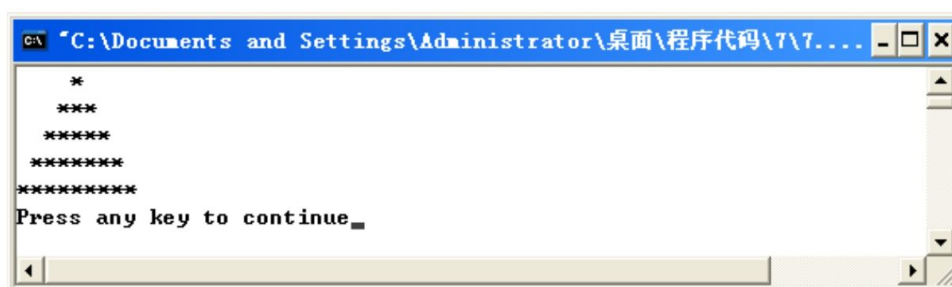 "C:\Documents and Settings\Administrator\桌面\程序代码\7\7....
    *
   ***
  *****
 *******
*********
Press any key to continue_